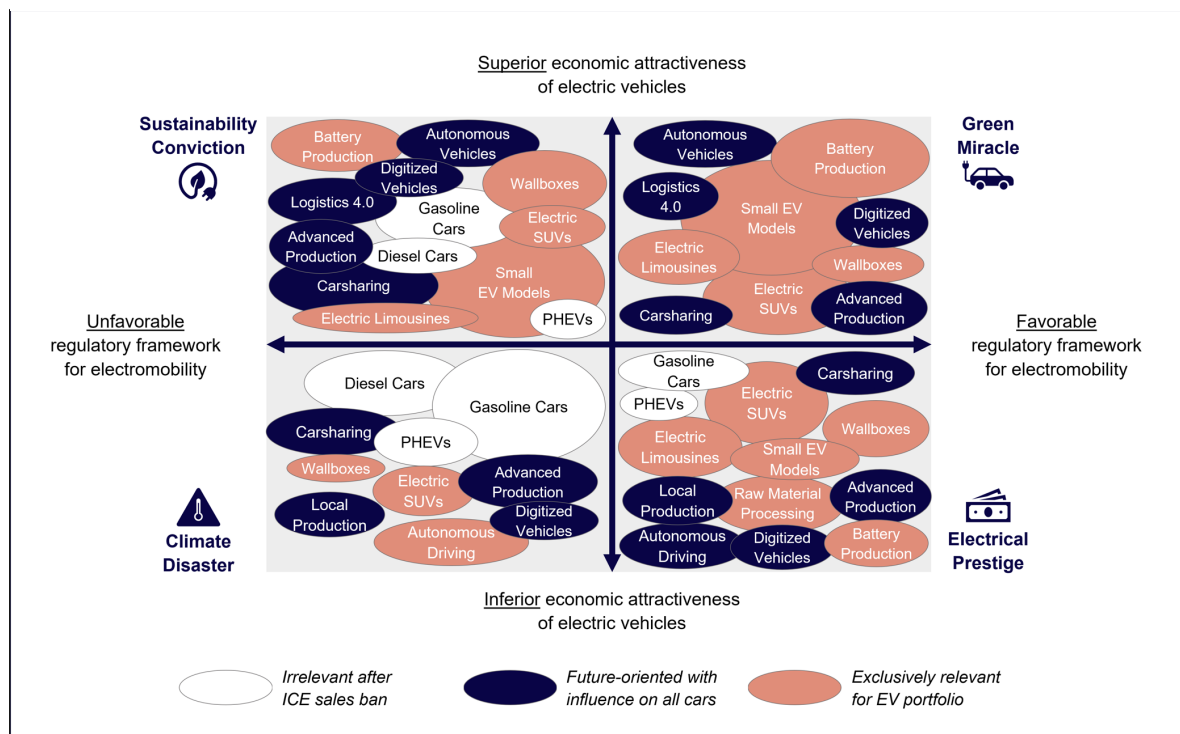 Superior economic attractiveness
of electric vehicles
Sustainability
Conviction
Green
Miracle
Battery
Production
Autonomous
Vehicles
Digitized
Vehicles
Wallboxes
Logistics 4.0
Gasoline
Cars
Electric
SUVs
Advanced
Production
Diesel Cars
Carsharing
Small
EV Models
Electric Limousines
PHEVs
Autonomous
Vehicles
Battery
Production
Logistics
4.0
Small EV
Models
Digitized
Vehicles
Electric
Limousines
Wallboxes
Electric
SUVs
Carsharing
Advanced
Production
Unfavorable
regulatory framework
for electromobility
Favorable
regulatory framework
for electromobility
Diesel Cars
Gasoline Cars
Carsharing
PHEVs
Wallboxes
Electric
SUVs
Advanced
Production
Local
Production
Digitized
Vehicles
Autonomous
Driving
Gasoline
Cars
Electric
SUVs
Carsharing
PHEVs
Wallboxes
Electric
Limousines
Small EV
Models
Local
Production
Raw Material
Processing
Advanced
Production
Autonomous
Driving
Digitized
Vehicles
Battery
Production
Climate
Disaster
Electrical
Prestige
Inferior economic attractiveness
of electric vehicles
Irrelevant after
ICE sales ban
Future-oriented with
influence on all cars
Exclusively relevant
for EV portfolio